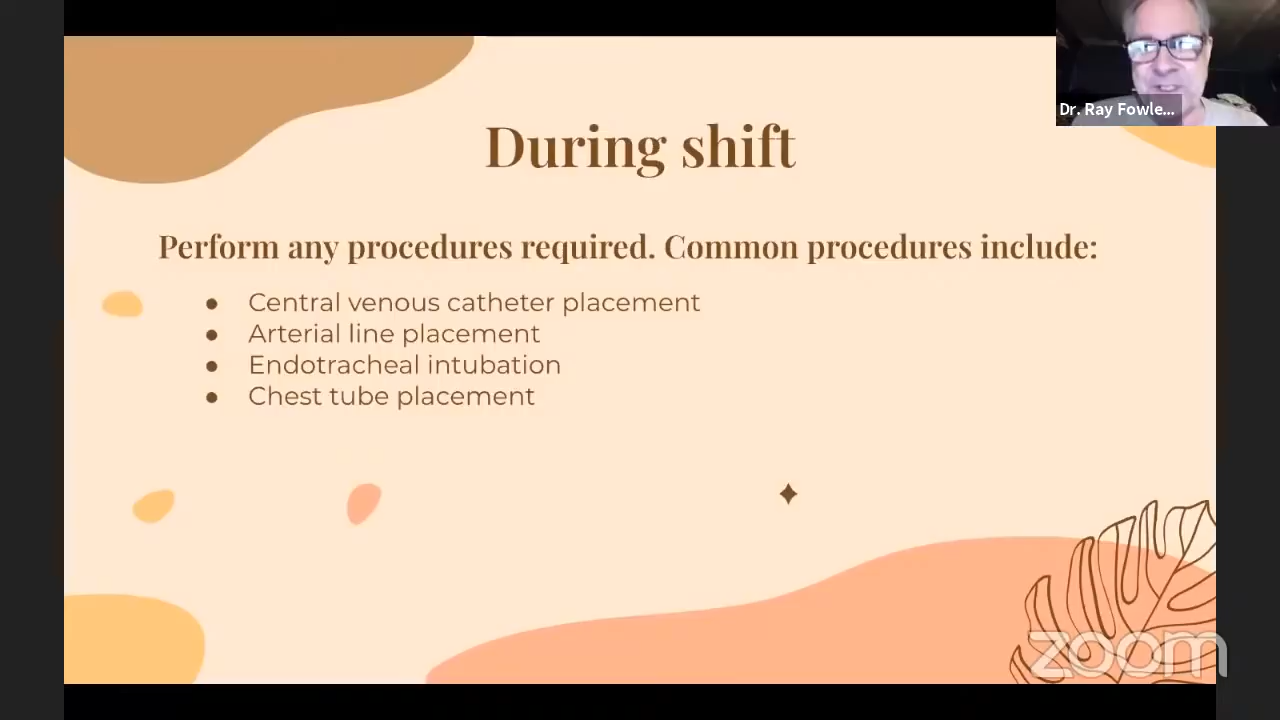 Dr. Ray Fowle...
During shift
Perform any procedures required. Common procedures include:
● Central venous catheter placement
● Arterial line placement
● Endotracheal intubation
● Chest tube placement
zoom